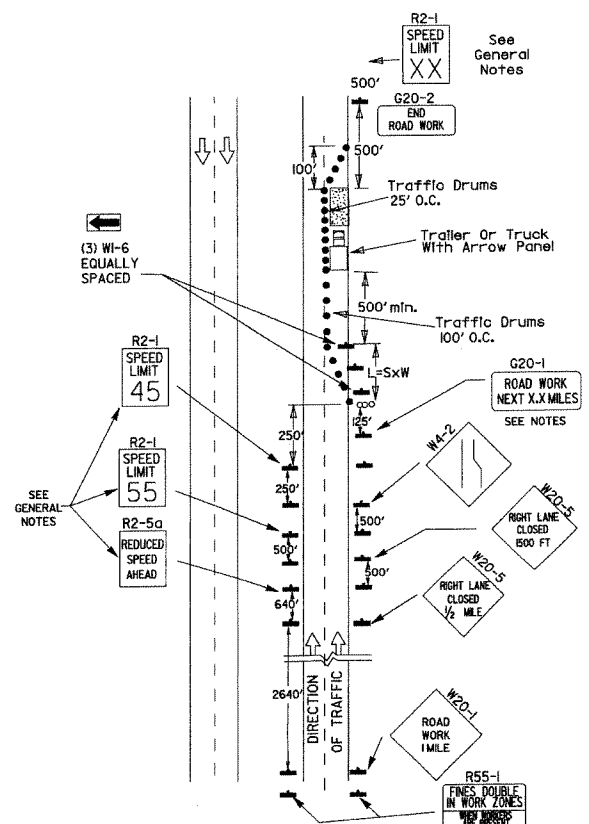 R2-1
SPEED
LIMIT
XX
See
General
Notes
500'
G20-2
END
ROAD WORK
500'
100'
Traffic Drums
25' O.C.
Trailer Or Truck
With Arrow Panel
(3) W1-6
EQUALLY
SPACED
500' min.
Traffic Drums
100' O.C.
R2-1
SPEED
LIMIT
45
L=SxW
G20-1
ROAD WORK
NEXT X.X MILES
SEE NOTES
125'
250'
W4-2
R2-1
SPEED
LIMIT
55
250'
SEE
GENERAL
NOTES
500'
W20-5
RIGHT LANE
CLOSED
1500 FT
R2-5a
REDUCED
SPEED
AHEAD
500'
500'
W20-5
RIGHT LANE
CLOSED
1/2 MILE
640'
2640'
DIRECTION
OF TRAFFIC
W20-1
ROAD
WORK
1 MILE
R55-1
FINES DOUBLE
IN WORK ZONES
WHEN WORKERS
ARE PRESENT